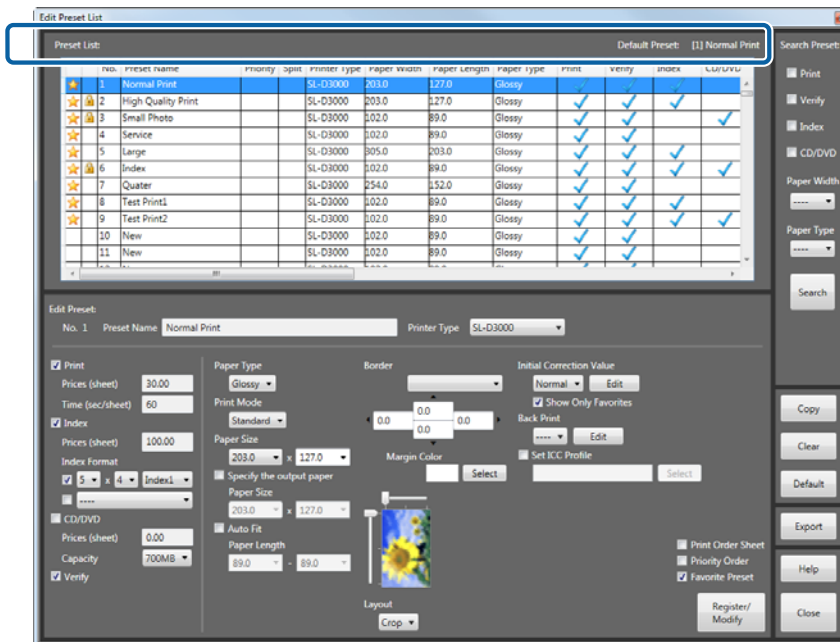 Edit Preset List
Preset List: Default Preset: [1] Normal Print
Search Preset:
No. Preset Name Priority Split Printer Type Paper Width Paper Length Paper Type Print Verify Index CD/DVD
1 Normal Print SL-D3000 203.0 127.0 Glossy
2 High Quality Print SL-D3000 203.0 127.0 Glossy
3 Small Photo SL-D3000 102.0 89.0 Glossy
4 Service SL-D3000 102.0 89.0 Glossy
5 Large SL-D3000 305.0 203.0 Glossy
6 Index SL-D3000 102.0 89.0 Glossy
7 Quater SL-D3000 254.0 152.0 Glossy
8 Test Print1 SL-D3000 102.0 89.0 Glossy
9 Test Print2 SL-D3000 102.0 89.0 Glossy
10 New SL-D3000 102.0 89.0 Glossy
11 New SL-D3000 102.0 89.0 Glossy
Print
Verify
Index
CD/DVD
Paper Width
----
Paper Type
----
Search
Edit Preset:
No. 1 Preset Name Normal Print Printer Type SL-D3000
Print
Prices (sheet) 30.00
Time (sec/sheet) 60
Index
Prices (sheet) 100.00
Index Format
5 x 4 Index1
----
CD/DVD
Prices (sheet) 0.00
Capacity 700MB
Verify
Paper Type
Glossy
Print Mode
Standard
Paper Size
203.0 x 127.0
Specify the output paper
Paper Size
203.0 x 127.0
Auto Fit
Paper Length
89.0 - 89.0
Border
0.0
0.0 0.0
0.0
Margin Color
Select
Layout
Crop
Initial Correction Value
Normal Edit
Show Only Favorites
Back Print
---- Edit
Set ICC Profile
Select
Print Order Sheet
Priority Order
Favorite Preset
Register/
Modify
Copy
Clear
Default
Export
Help
Close